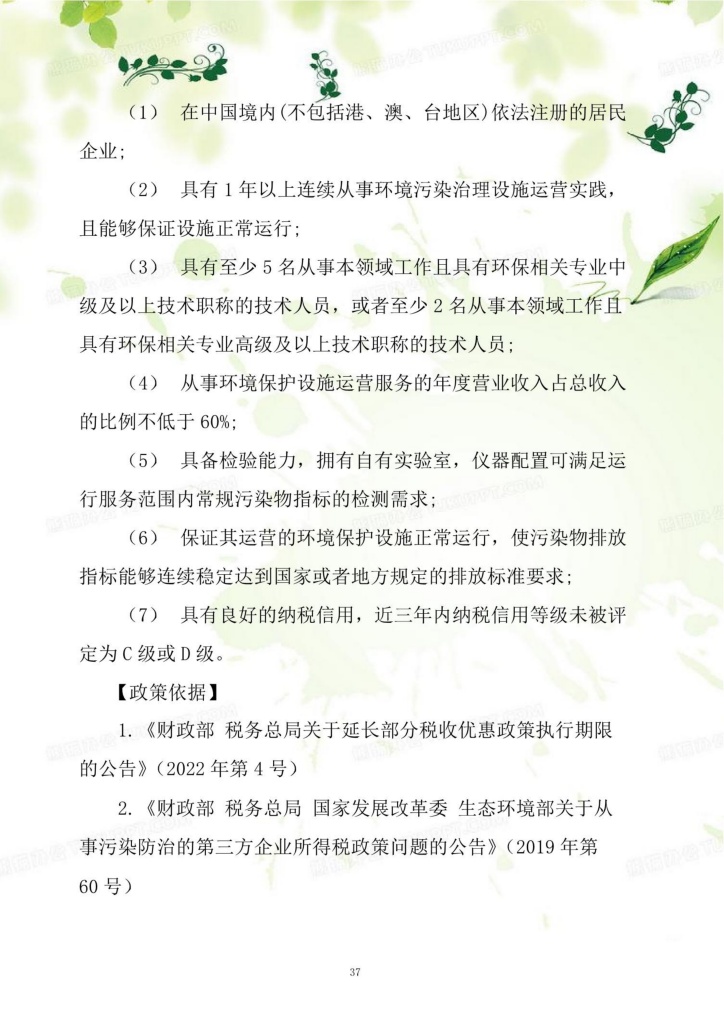 （1） 在中国境内(不包括港、澳、台地区)依法注册的居民
企业;
（2） 具有 1 年以上连续从事环境污染治理设施运营实践，
且能够保证设施正常运行;
（3） 具有至少 5 名从事本领域工作且具有环保相关专业中
级及以上技术职称的技术人员，或者至少 2 名从事本领域工作且
具有环保相关专业高级及以上技术职称的技术人员;
（4） 从事环境保护设施运营服务的年度营业收入占总收入
的比例不低于 60%;
（5） 具备检验能力，拥有自有实验室，仪器配置可满足运
行服务范围内常规污染物指标的检测需求;
（6） 保证其运营的环境保护设施正常运行，使污染物排放
指标能够连续稳定达到国家或者地方规定的排放标准要求;
（7） 具有良好的纳税信用，近三年内纳税信用等级未被评
定为 C 级或 D 级。
【政策依据】
1.《财政部 税务总局关于延长部分税收优惠政策执行期限
的公告》（2022 年第 4 号）
2.《财政部 税务总局 国家发展改革委 生态环境部关于从
事污染防治的第三方企业所得税政策问题的公告》（2019 年第
60 号）
37